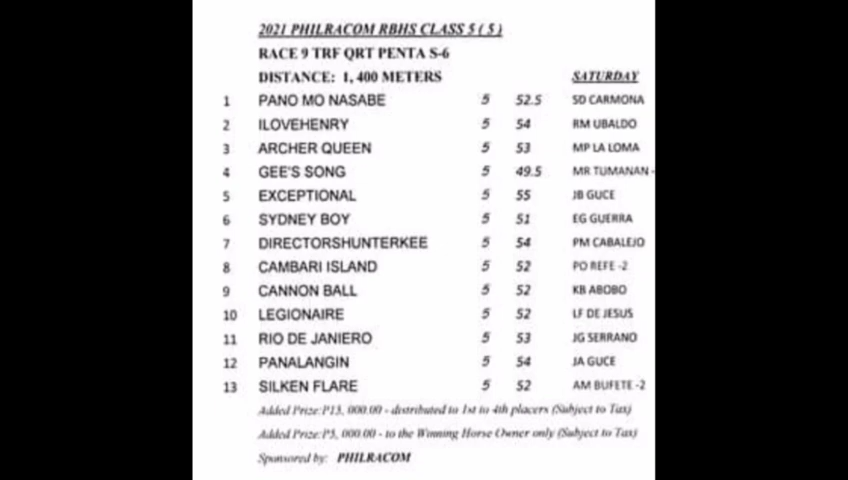 2021 PHILRACOM RBHS CLASS 5 ( 5 )
RACE 9 TRF QRT PENTA S-6
DISTANCE: 1, 400 METERS SATURDAY
1 PANO MO NASABE 5 52.5 SD CARMONA
2 ILOVEHENRY 5 54 RM UBALDO
3 ARCHER QUEEN 5 53 MP LA LOMA
4 GEE'S SONG 5 49.5 MR TUMANAN -
5 EXCEPTIONAL 5 55 JB GUCE
6 SYDNEY BOY 5 51 EG GUERRA
7 DIRECTORSHUNTERKEE 5 54 PM CABALEJO
8 CAMBARI ISLAND 5 52 PO REFE -2
9 CANNON BALL 5 52 KB ABOBO
10 LEGIONAIRE 5 52 LF DE JESUS
11 RIO DE JANIERO 5 53 JG SERRANO
12 PANALANGIN 5 54 JA GUCE
13 SILKEN FLARE 5 52 AM BUFETE -2
Added Prize:P15, 000.00 - distributed to 1st to 4th placers (Subject to Tax)
Added Prize:P5, 000.00 - to the Winning Horse Owner only (Subject to Tax)
Sponsored by: PHILRACOM